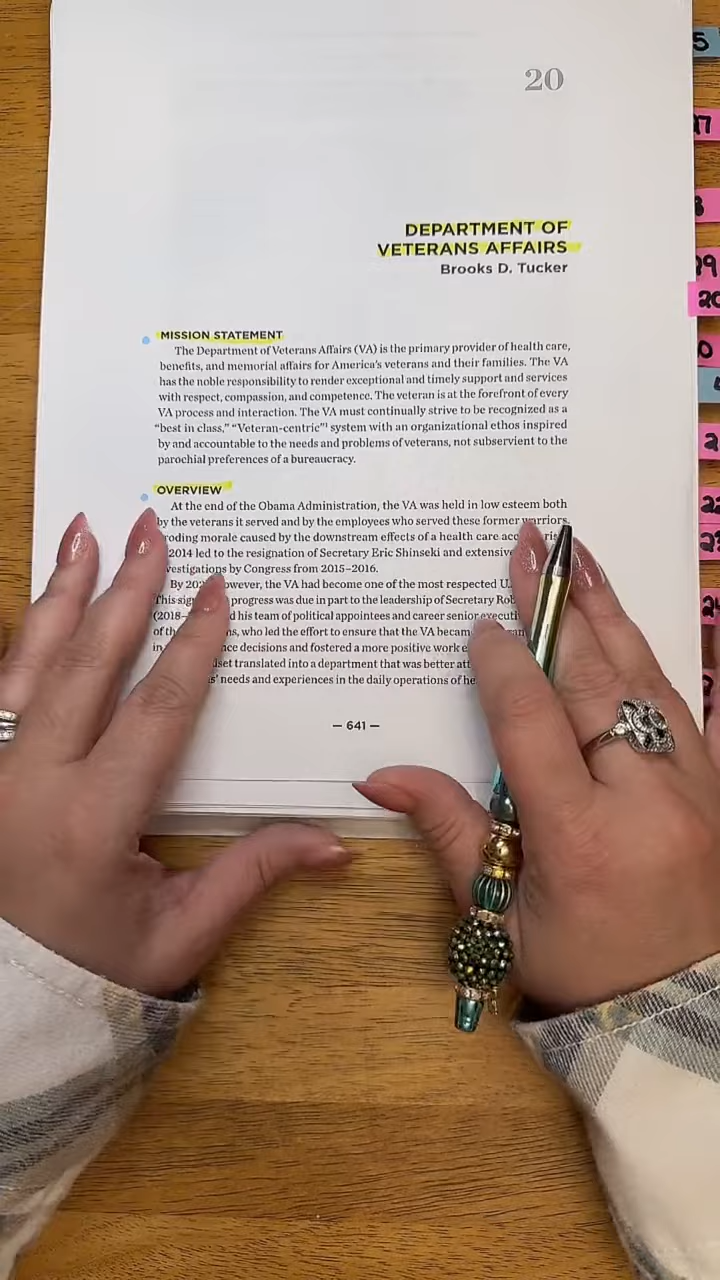 20
DEPARTMENT OF
VETERANS AFFAIRS
Brooks D. Tucker
MISSION STATEMENT
The Department of Veterans Affairs (VA) is the primary provider of health care,
benefits, and memorial affairs for America's veterans and their families. The VA
has the noble responsibility to render exceptional and timely support and services
with respect, compassion, and competence. The veteran is at the forefront of every
VA process and interaction. The VA must continually strive to be recognized as a
“best in class,” “Veteran-centric”¹ system with an organizational ethos inspired
by and accountable to the needs and problems of veterans, not subservient to the
parochial preferences of a bureaucracy.
OVERVIEW
At the end of the Obama Administration, the VA was held in low esteem both
by the veterans it served and by the employees who served these former warriors.
morale caused by the downstream effects of a health care
2014 led to the resignation of Secretary Eric Shinseki and extensive
by Congress from 2015–2016.
By however, the VA had become one of the most respected
This progress was due in part to the leadership of Secretary
(2018– his team of political appointees and career senior
of who led the effort to ensure that the VA
in decisions and fostered a more positive work
translated into a department that was better
needs and experiences in the daily operations of
— 641 —
5
8
20
22